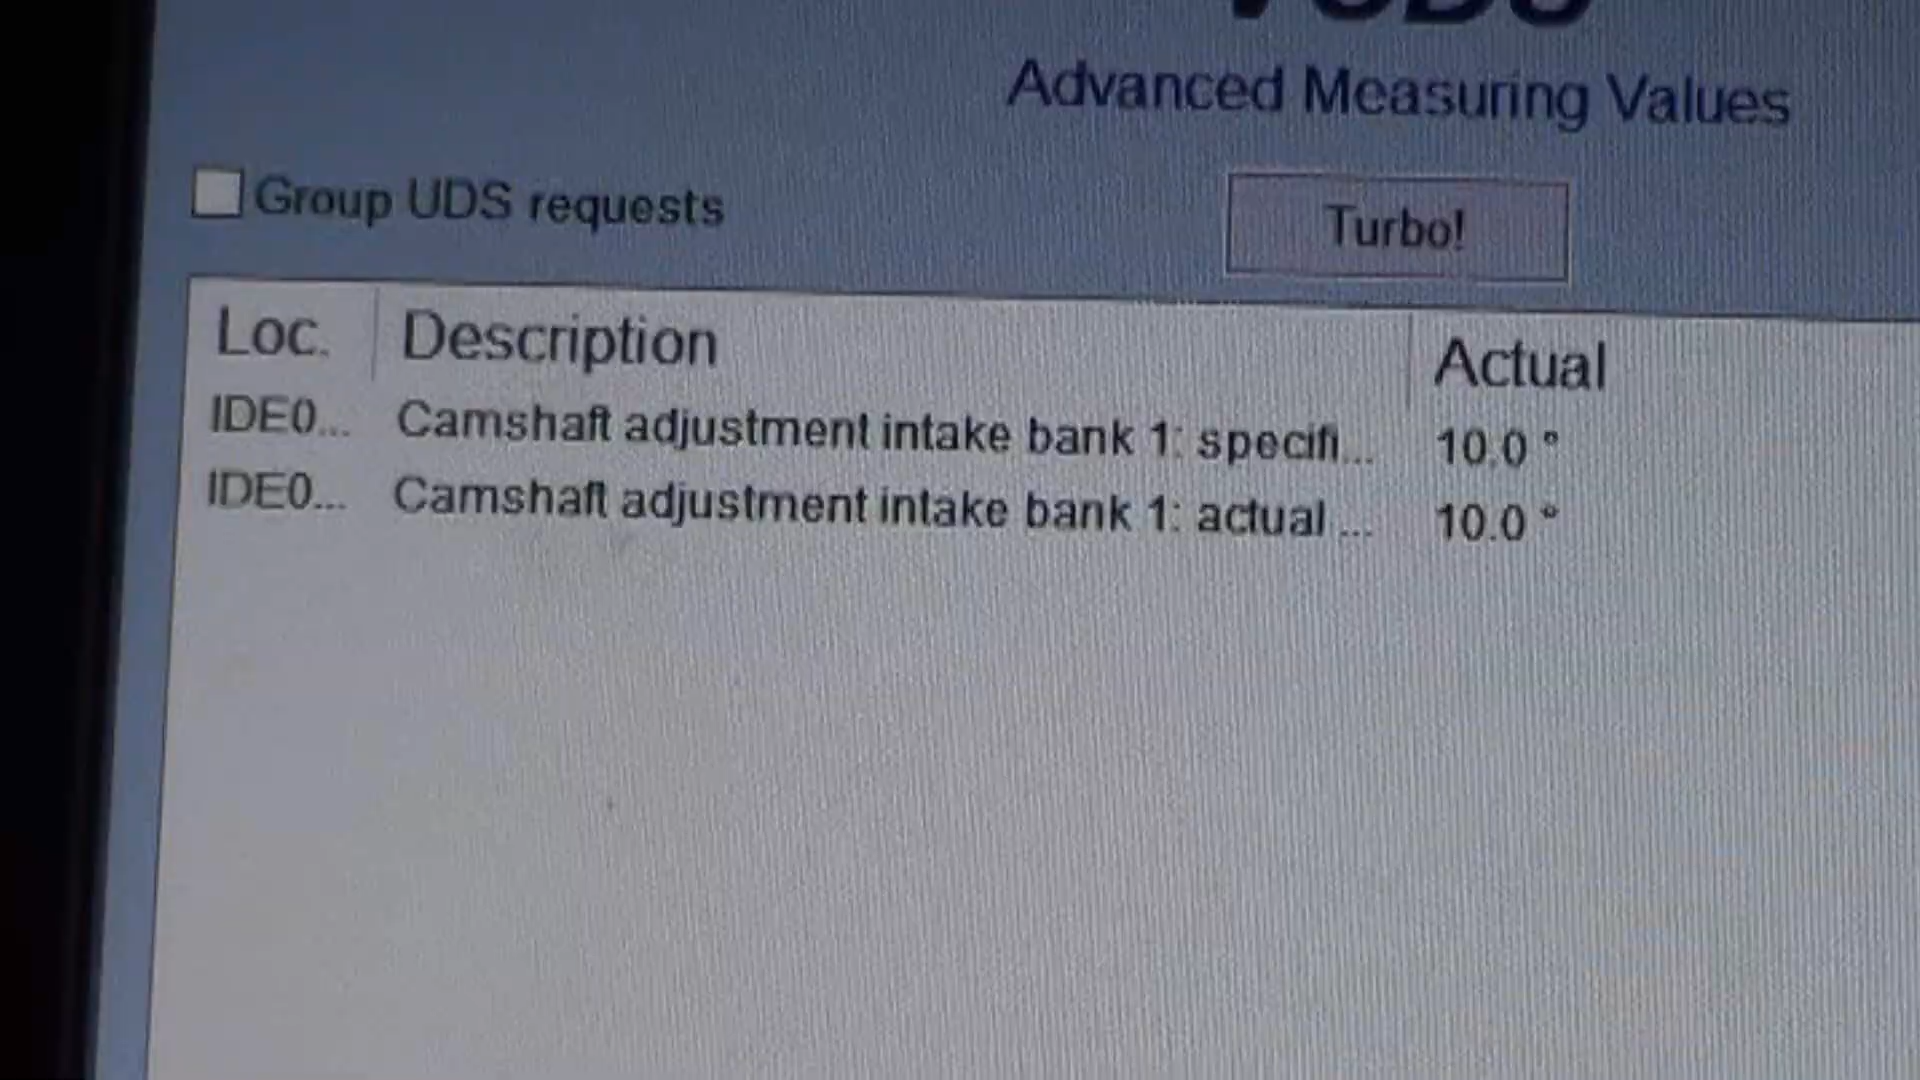 Advanced Measuring Values
Group UDS requests
Turbo!
Loc. Description Actual
IDE0... Camshaft adjustment intake bank 1: specifi... 10.0 °
IDE0... Camshaft adjustment intake bank 1: actual ... 10.0 °